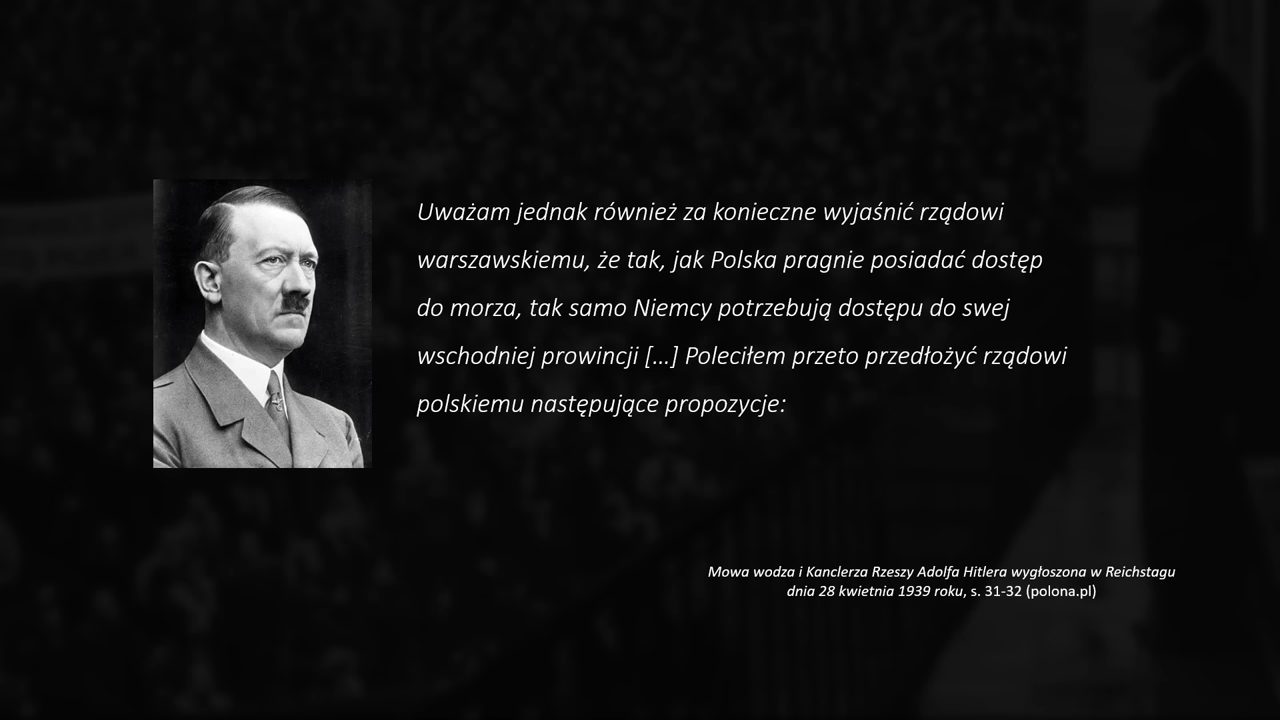 Uważam jednak również za konieczne wyjaśnić rządowi
warszawskiemu, że tak, jak Polska pragnie posiadać dostęp
do morza, tak samo Niemcy potrzebują dostępu do swej
wschodniej prowincji [...] Poleciłem przeto przedłożyć rządowi
polskiemu następujące propozycje:
Mowa wodza i Kanclerza Rzeszy Adolfa Hitlera wygłoszona w Reichstagu
dnia 28 kwietnia 1939 roku, s. 31-32 (polona.pl)